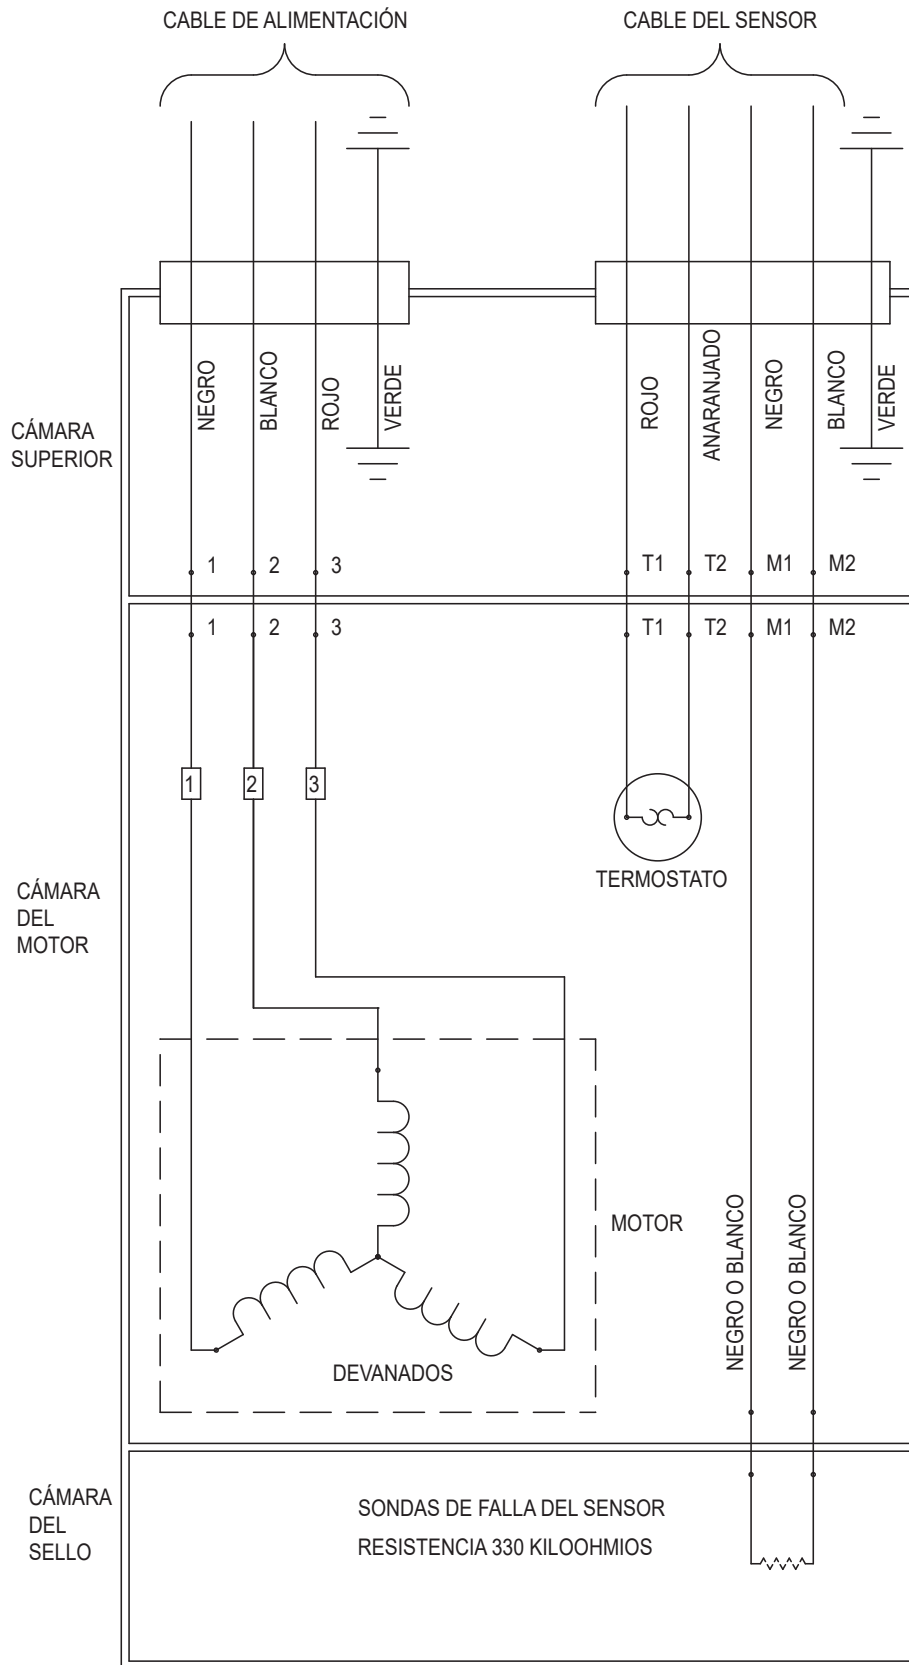 CABLE DE ALIMENTACIÓN
CABLE DEL SENSOR
NEGRO
BLANCO
ROJO
VERDE
ROJO
ANARANJADO
NEGRO
BLANCO
VERDE
CÁMARA
SUPERIOR
1
2
3
T1
T2
M1
M2
1
2
3
T1
T2
M1
M2
1
2
3
TERMOSTATO
CÁMARA
DEL
MOTOR
MOTOR
NEGRO O BLANCO
NEGRO O BLANCO
DEVANADOS
CÁMARA
DEL
SELLO
SONDAS DE FALLA DEL SENSOR
RESISTENCIA 330 KILOOHMIOS